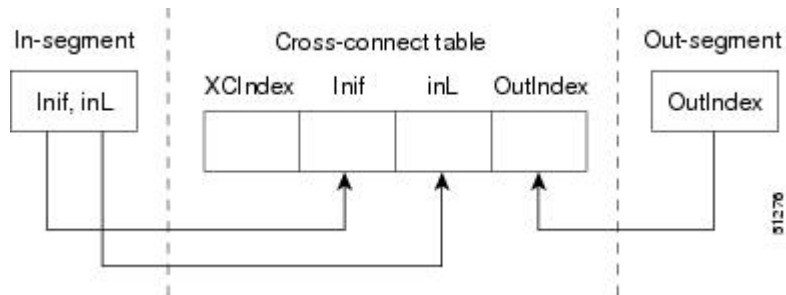 In-segment Cross-connect table Out-segment
XCIndex Inif inL OutIndex
Inif, inL OutIndex
51276